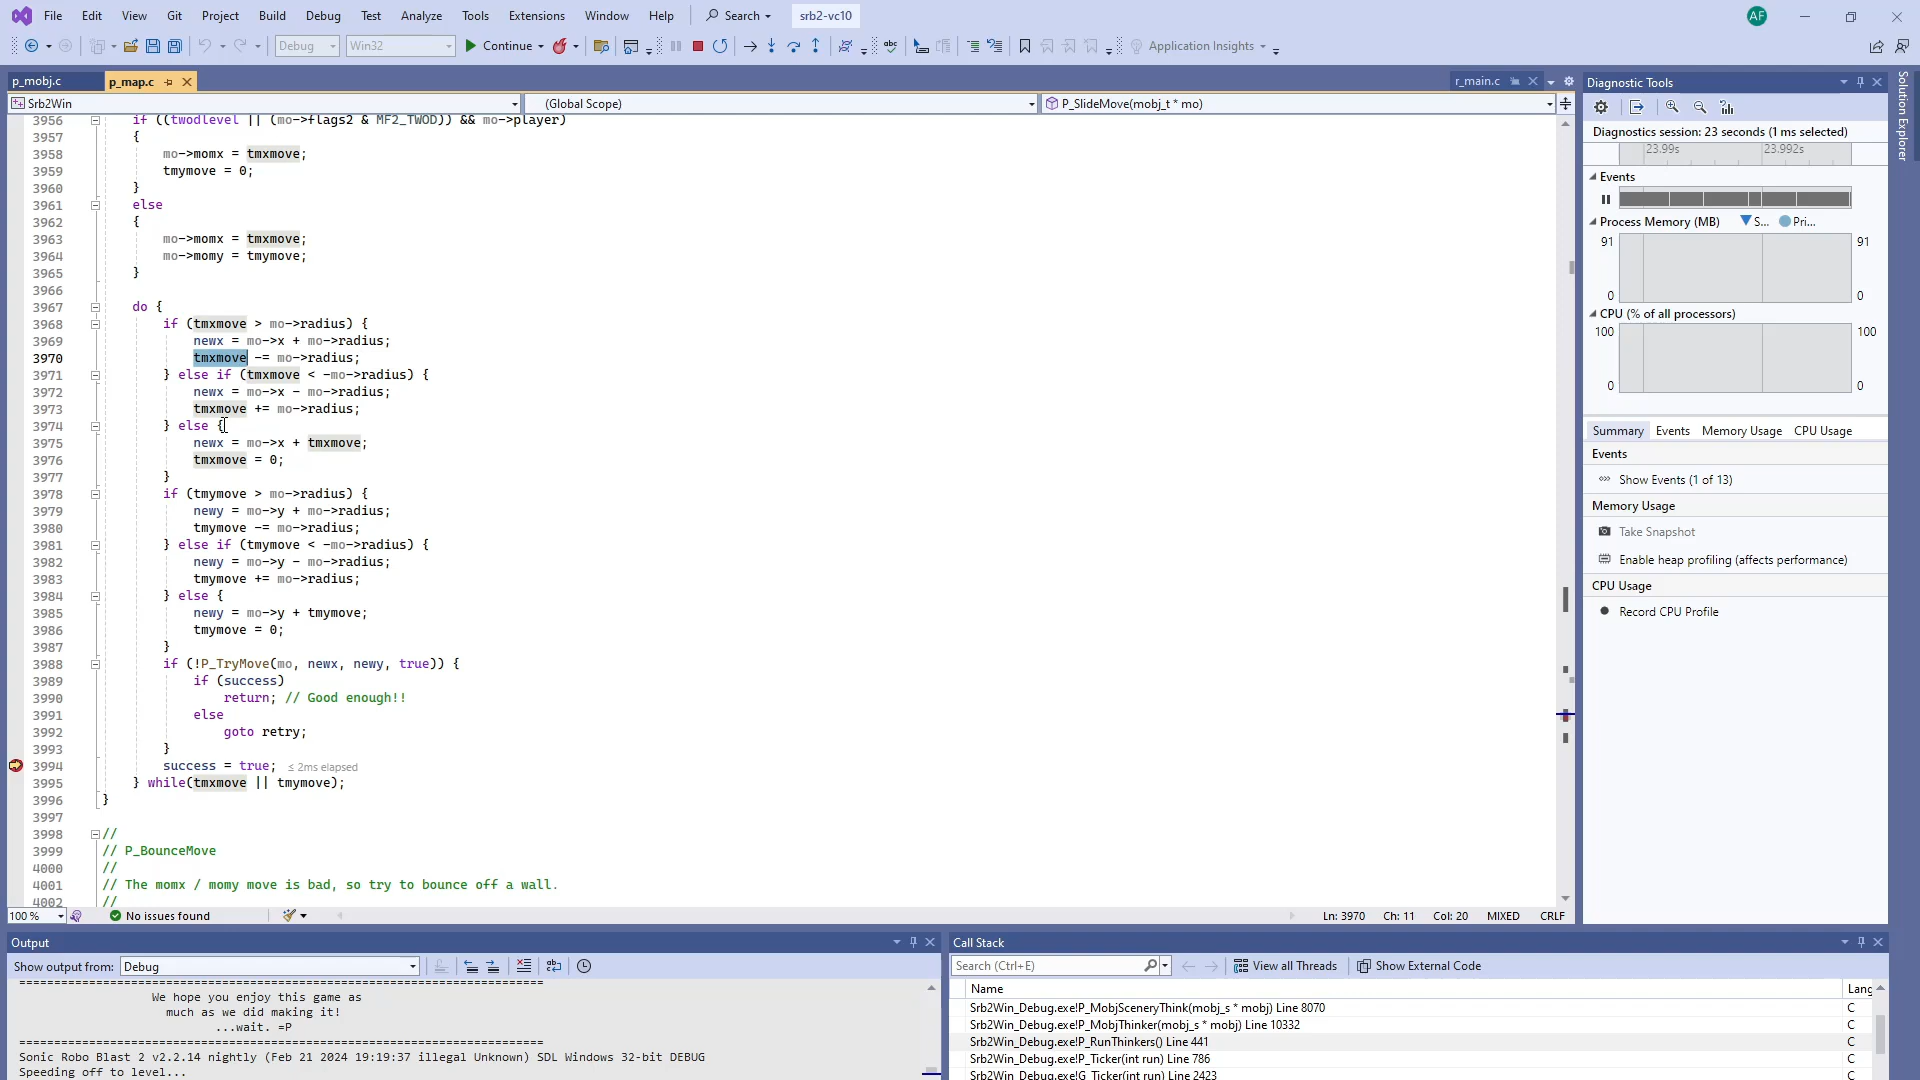 File Edit View Git Project Build Debug Test Analyze Tools Extensions Window Help Search srb2-vc10 AF
Debug Win32 Continue Application Insights
p_mobj.c p_map.c r_main.c
Srb2Win (Global Scope) P_SlideMove(mobj_t * mo)
3956 if ((twodlevel || (mo->flags2 & MF2_TWOD)) && mo->player)
3957 {
3958 mo->momx = tmxmove;
3959 tmymove = 0;
3960 }
3961 else
3962 {
3963 mo->momx = tmxmove;
3964 mo->momy = tmymove;
3965 }
3966
3967 do {
3968 if (tmxmove > mo->radius) {
3969 newx = mo->x + mo->radius;
3970 tmxmove -= mo->radius;
3971 } else if (tmxmove < -mo->radius) {
3972 newx = mo->x - mo->radius;
3973 tmxmove += mo->radius;
3974 } else {
3975 newx = mo->x + tmxmove;
3976 tmxmove = 0;
3977 }
3978 if (tmymove > mo->radius) {
3979 newy = mo->y + mo->radius;
3980 tmymove -= mo->radius;
3981 } else if (tmymove < -mo->radius) {
3982 newy = mo->y - mo->radius;
3983 tmymove += mo->radius;
3984 } else {
3985 newy = mo->y + tmymove;
3986 tmymove = 0;
3987 }
3988 if (!P_TryMove(mo, newx, newy, true)) {
3989 if (success)
3990 return; // Good enough!!
3991 else
3992 goto retry;
3993 }
3994 success = true; ≤ 2ms elapsed
3995 } while(tmxmove || tmymove);
3996 }
3997
3998 //
3999 // P_BounceMove
4000 //
4001 // The momx / momy move is bad, so try to bounce off a wall.
4002 //
100 % No issues found Ln: 3970 Ch: 11 Col: 20 MIXED CRLF
Diagnostic Tools
Diagnostics session: 23 seconds (1 ms selected)
23.99s 23.992s
Events
Process Memory (MB) S... Pri...
91 91
0 0
CPU (% of all processors)
100 100
0 0
Summary Events Memory Usage CPU Usage
Events
Show Events (1 of 13)
Memory Usage
Take Snapshot
Enable heap profiling (affects performance)
CPU Usage
Record CPU Profile
Solution Explorer
Output
Show output from: Debug
============================================================
We hope you enjoy this game as
much as we did making it!
...wait. =P
============================================================
Sonic Robo Blast 2 v2.2.14 nightly (Feb 21 2024 19:19:37 illegal Unknown) SDL Windows 32-bit DEBUG
Speeding off to level...
Call Stack
Search (Ctrl+E) View all Threads Show External Code
Name Lang
Srb2Win_Debug.exe!P_MobjSceneryThink(mobj_s * mobj) Line 8070 C
Srb2Win_Debug.exe!P_MobjThinker(mobj_s * mobj) Line 10332 C
Srb2Win_Debug.exe!P_RunThinkers() Line 441 C
Srb2Win_Debug.exe!P_Ticker(int run) Line 786 C
Srb2Win_Debug.exe!G_Ticker(int run) Line 2423 C